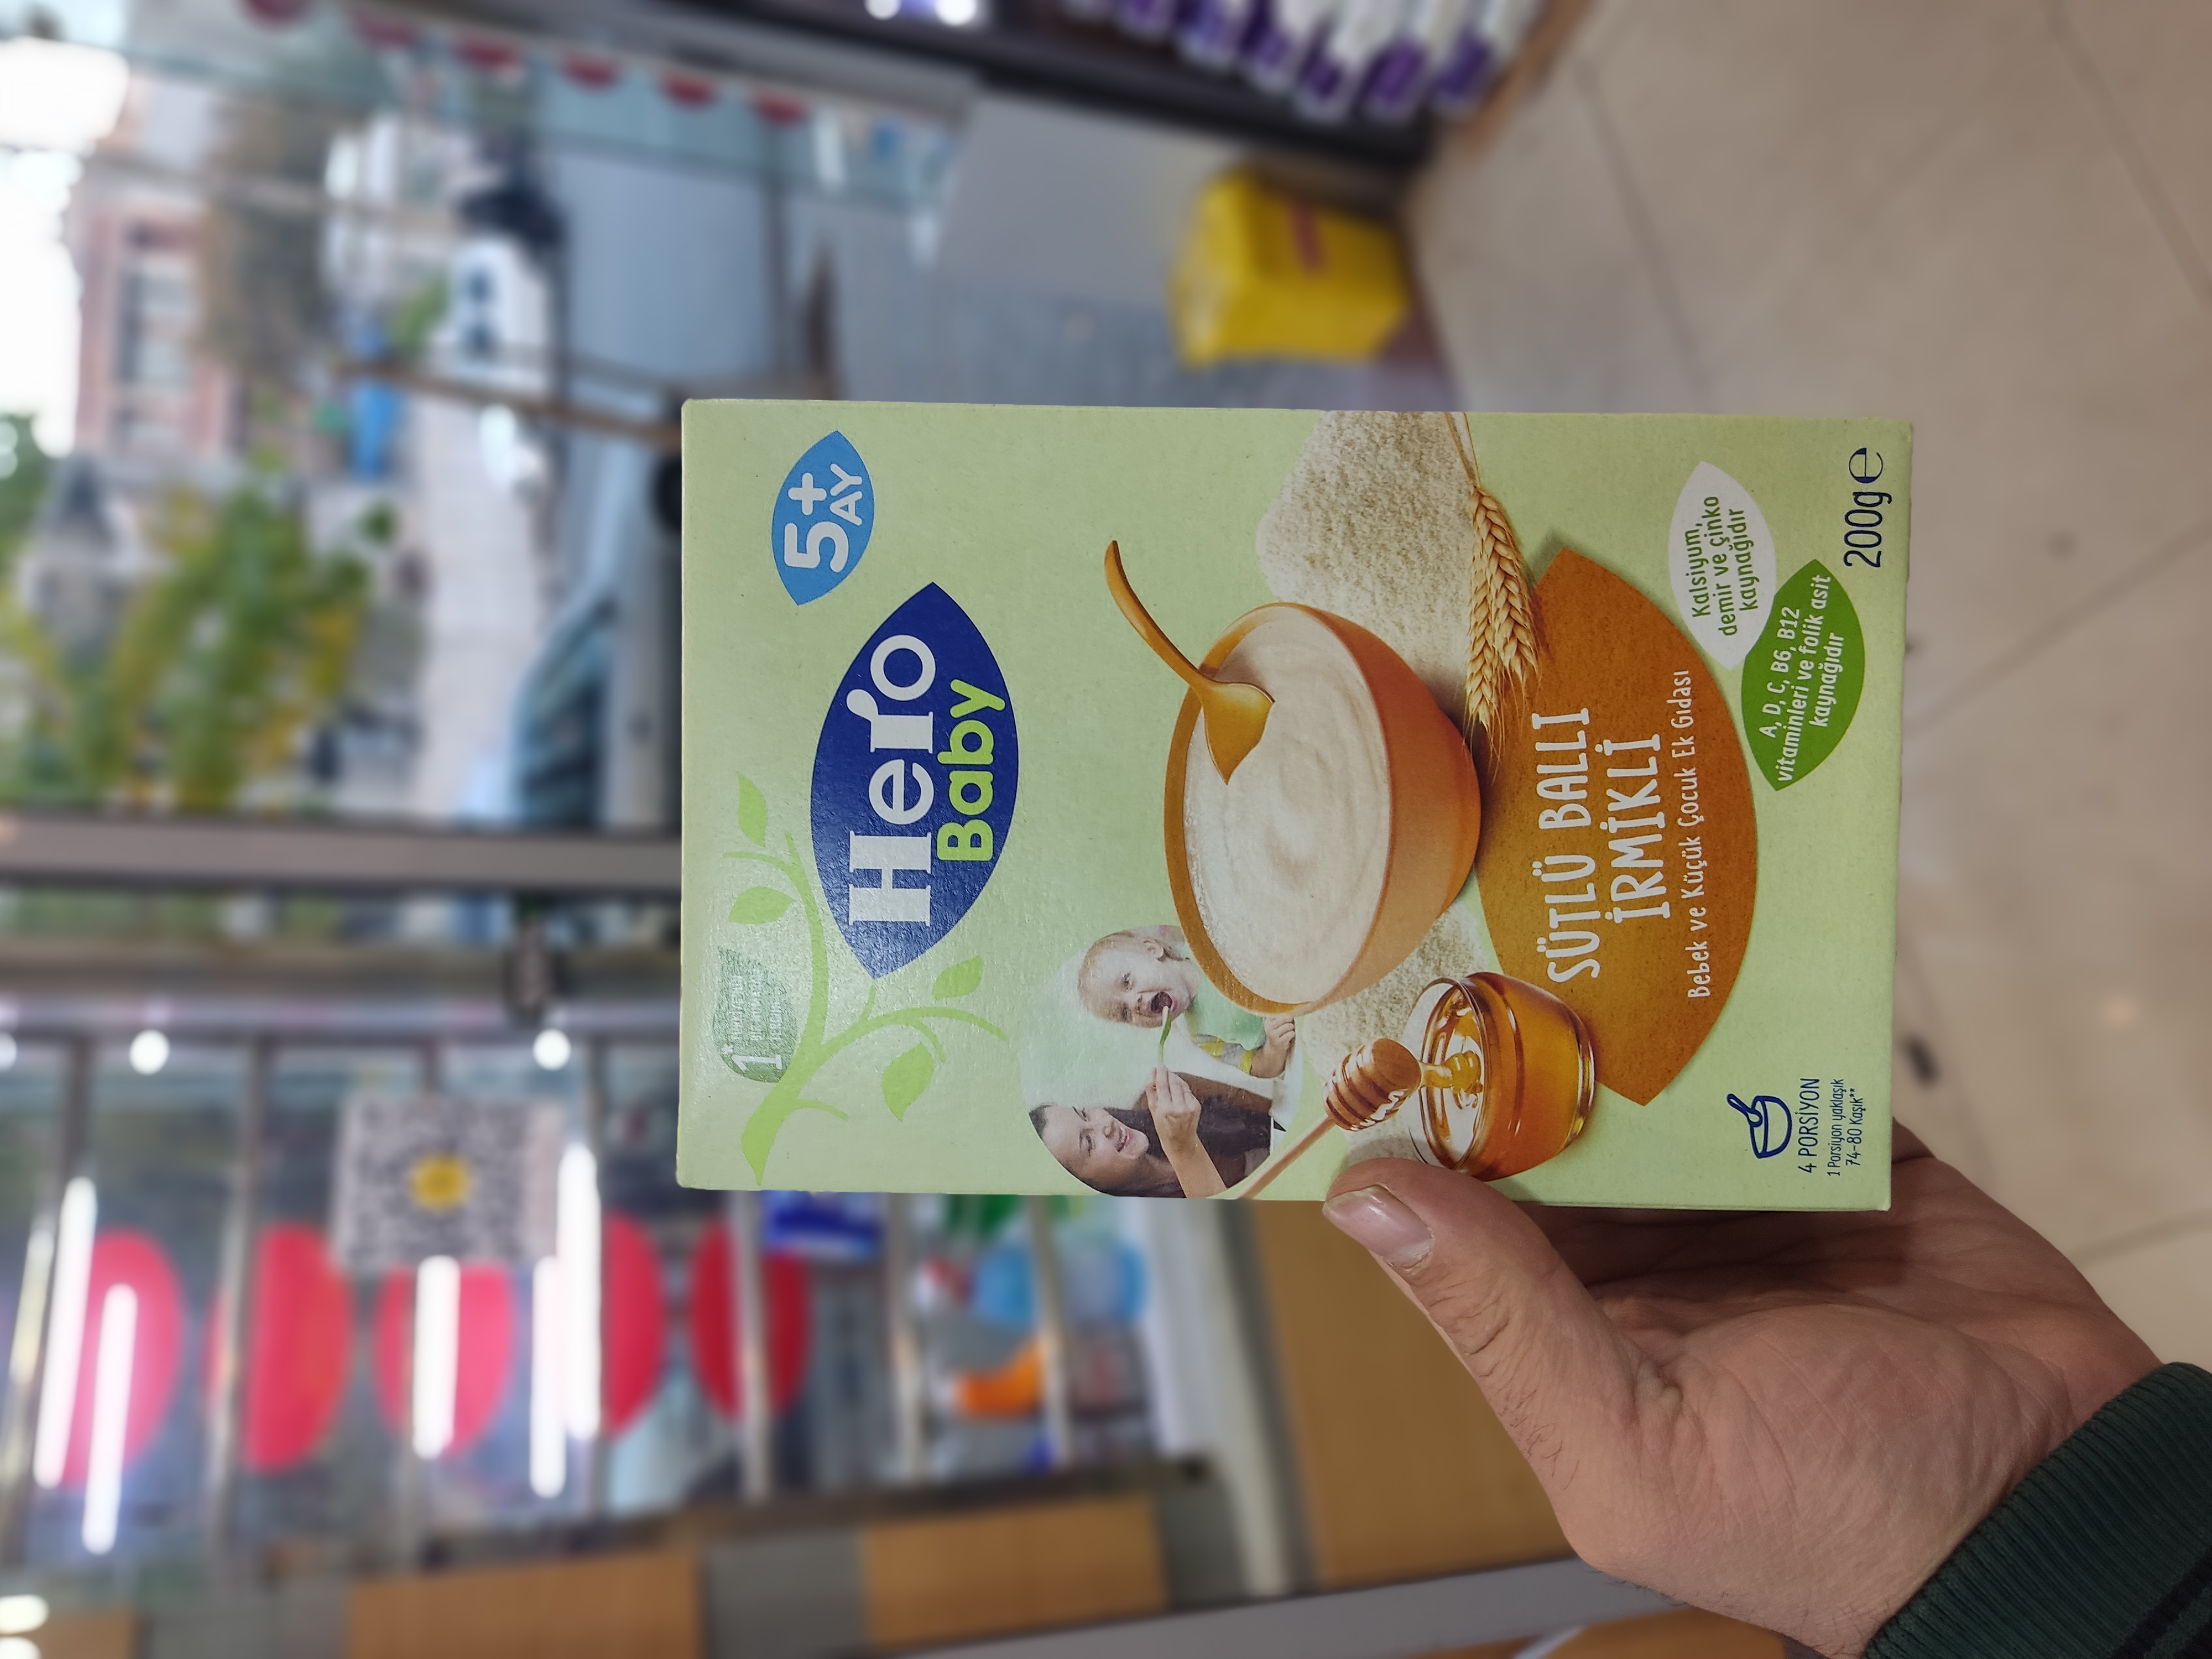 5+
AY
Hero
Baby
SÜTLÜ BALLI
İRMİKLİ
Bebek ve Küçük Çocuk Ek Gıdası
Kalsiyum,
demir ve çinko
kaynağıdır
A, D, C, B6, B12
vitaminleri ve folik asit
kaynağıdır
4 PORSİYON
1 Porsiyon yaklaşık
74-80 Kaşık**
200g e